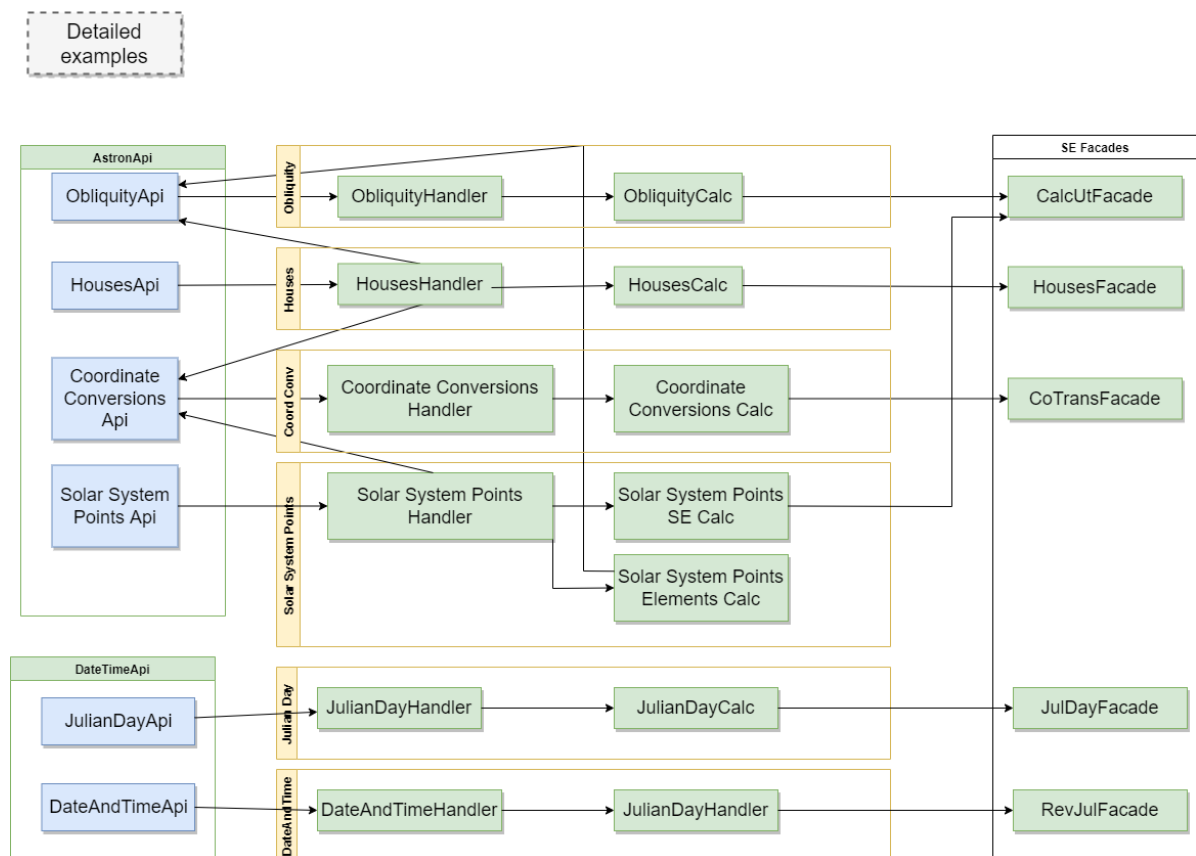 Detailed
examples
AstronApi
SE Facades
Obliquity
ObliquityApi
ObliquityHandler
ObliquityCalc
CalcUtFacade
Houses
HousesApi
HousesHandler
HousesCalc
HousesFacade
Coord Conv
Coordinate
Conversions
Api
Coordinate Conversions
Handler
Coordinate
Conversions Calc
CoTransFacade
Solar System Points
Solar System
Points Api
Solar System Points
Handler
Solar System Points
SE Calc
Solar System Points
Elements Calc
DateTimeApi
Julian Day
JulianDayApi
JulianDayHandler
JulianDayCalc
JulDayFacade
DateAndTime
DateAndTimeApi
DateAndTimeHandler
JulianDayHandler
RevJulFacade